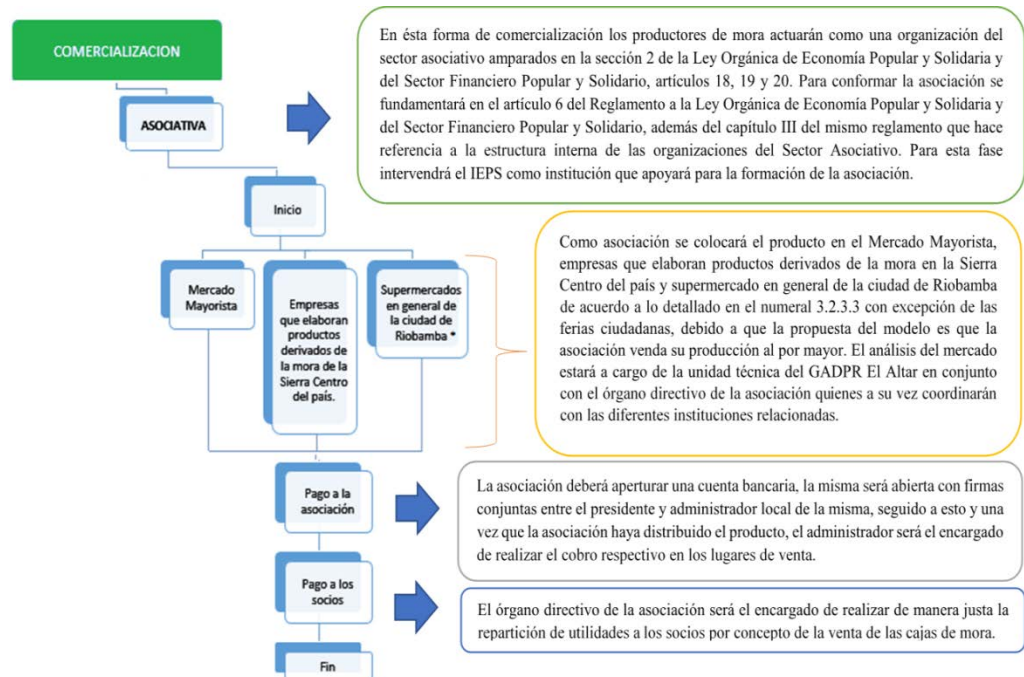 COMERCIALIZACION
En ésta forma de comercialización los productores de mora actuarán como una organización del
sector asociativo amparados en la sección 2 de la Ley Orgánica de Economía Popular y Solidaria y
del Sector Financiero Popular y Solidario, artículos 18, 19 y 20. Para conformar la asociación se
fundamentará en el artículo 6 del Reglamento a la Ley Orgánica de Economía Popular y Solidaria y
del Sector Financiero Popular y Solidario, además del capítulo III del mismo reglamento que hace
referencia a la estructura interna de las organizaciones del Sector Asociativo. Para esta fase
intervendrá el IEPS como institución que apoyará para la formación de la asociación.
ASOCIATIVA
Inicio
Mercado
Mayorista
Empresas
que elaboran
productos
derivados de
la mora de la
Sierra Centro
del país.
Supermercados
en general de
la ciudad de
Riobamba *
Como asociación se colocará el producto en el Mercado Mayorista,
empresas que elaboran productos derivados de la mora en la Sierra
Centro del país y supermercado en general de la ciudad de Riobamba
de acuerdo a lo detallado en el numeral 3.2.3.3 con excepción de las
ferias ciudadanas, debido a que la propuesta del modelo es que la
asociación venda su producción al por mayor. El análisis del mercado
estará a cargo de la unidad técnica del GADPR El Altar en conjunto
con el órgano directivo de la asociación quienes a su vez coordinarán
con las diferentes instituciones relacionadas.
Pago a la
asociación
La asociación deberá aperturar una cuenta bancaria, la misma será abierta con firmas
conjuntas entre el presidente y administrador local de la misma, seguido a esto y una
vez que la asociación haya distribuido el producto, el administrador será el encargado
de realizar el cobro respectivo en los lugares de venta.
Pago a los
socios
El órgano directivo de la asociación será el encargado de realizar de manera justa la
repartición de utilidades a los socios por concepto de la venta de las cajas de mora.
Fin